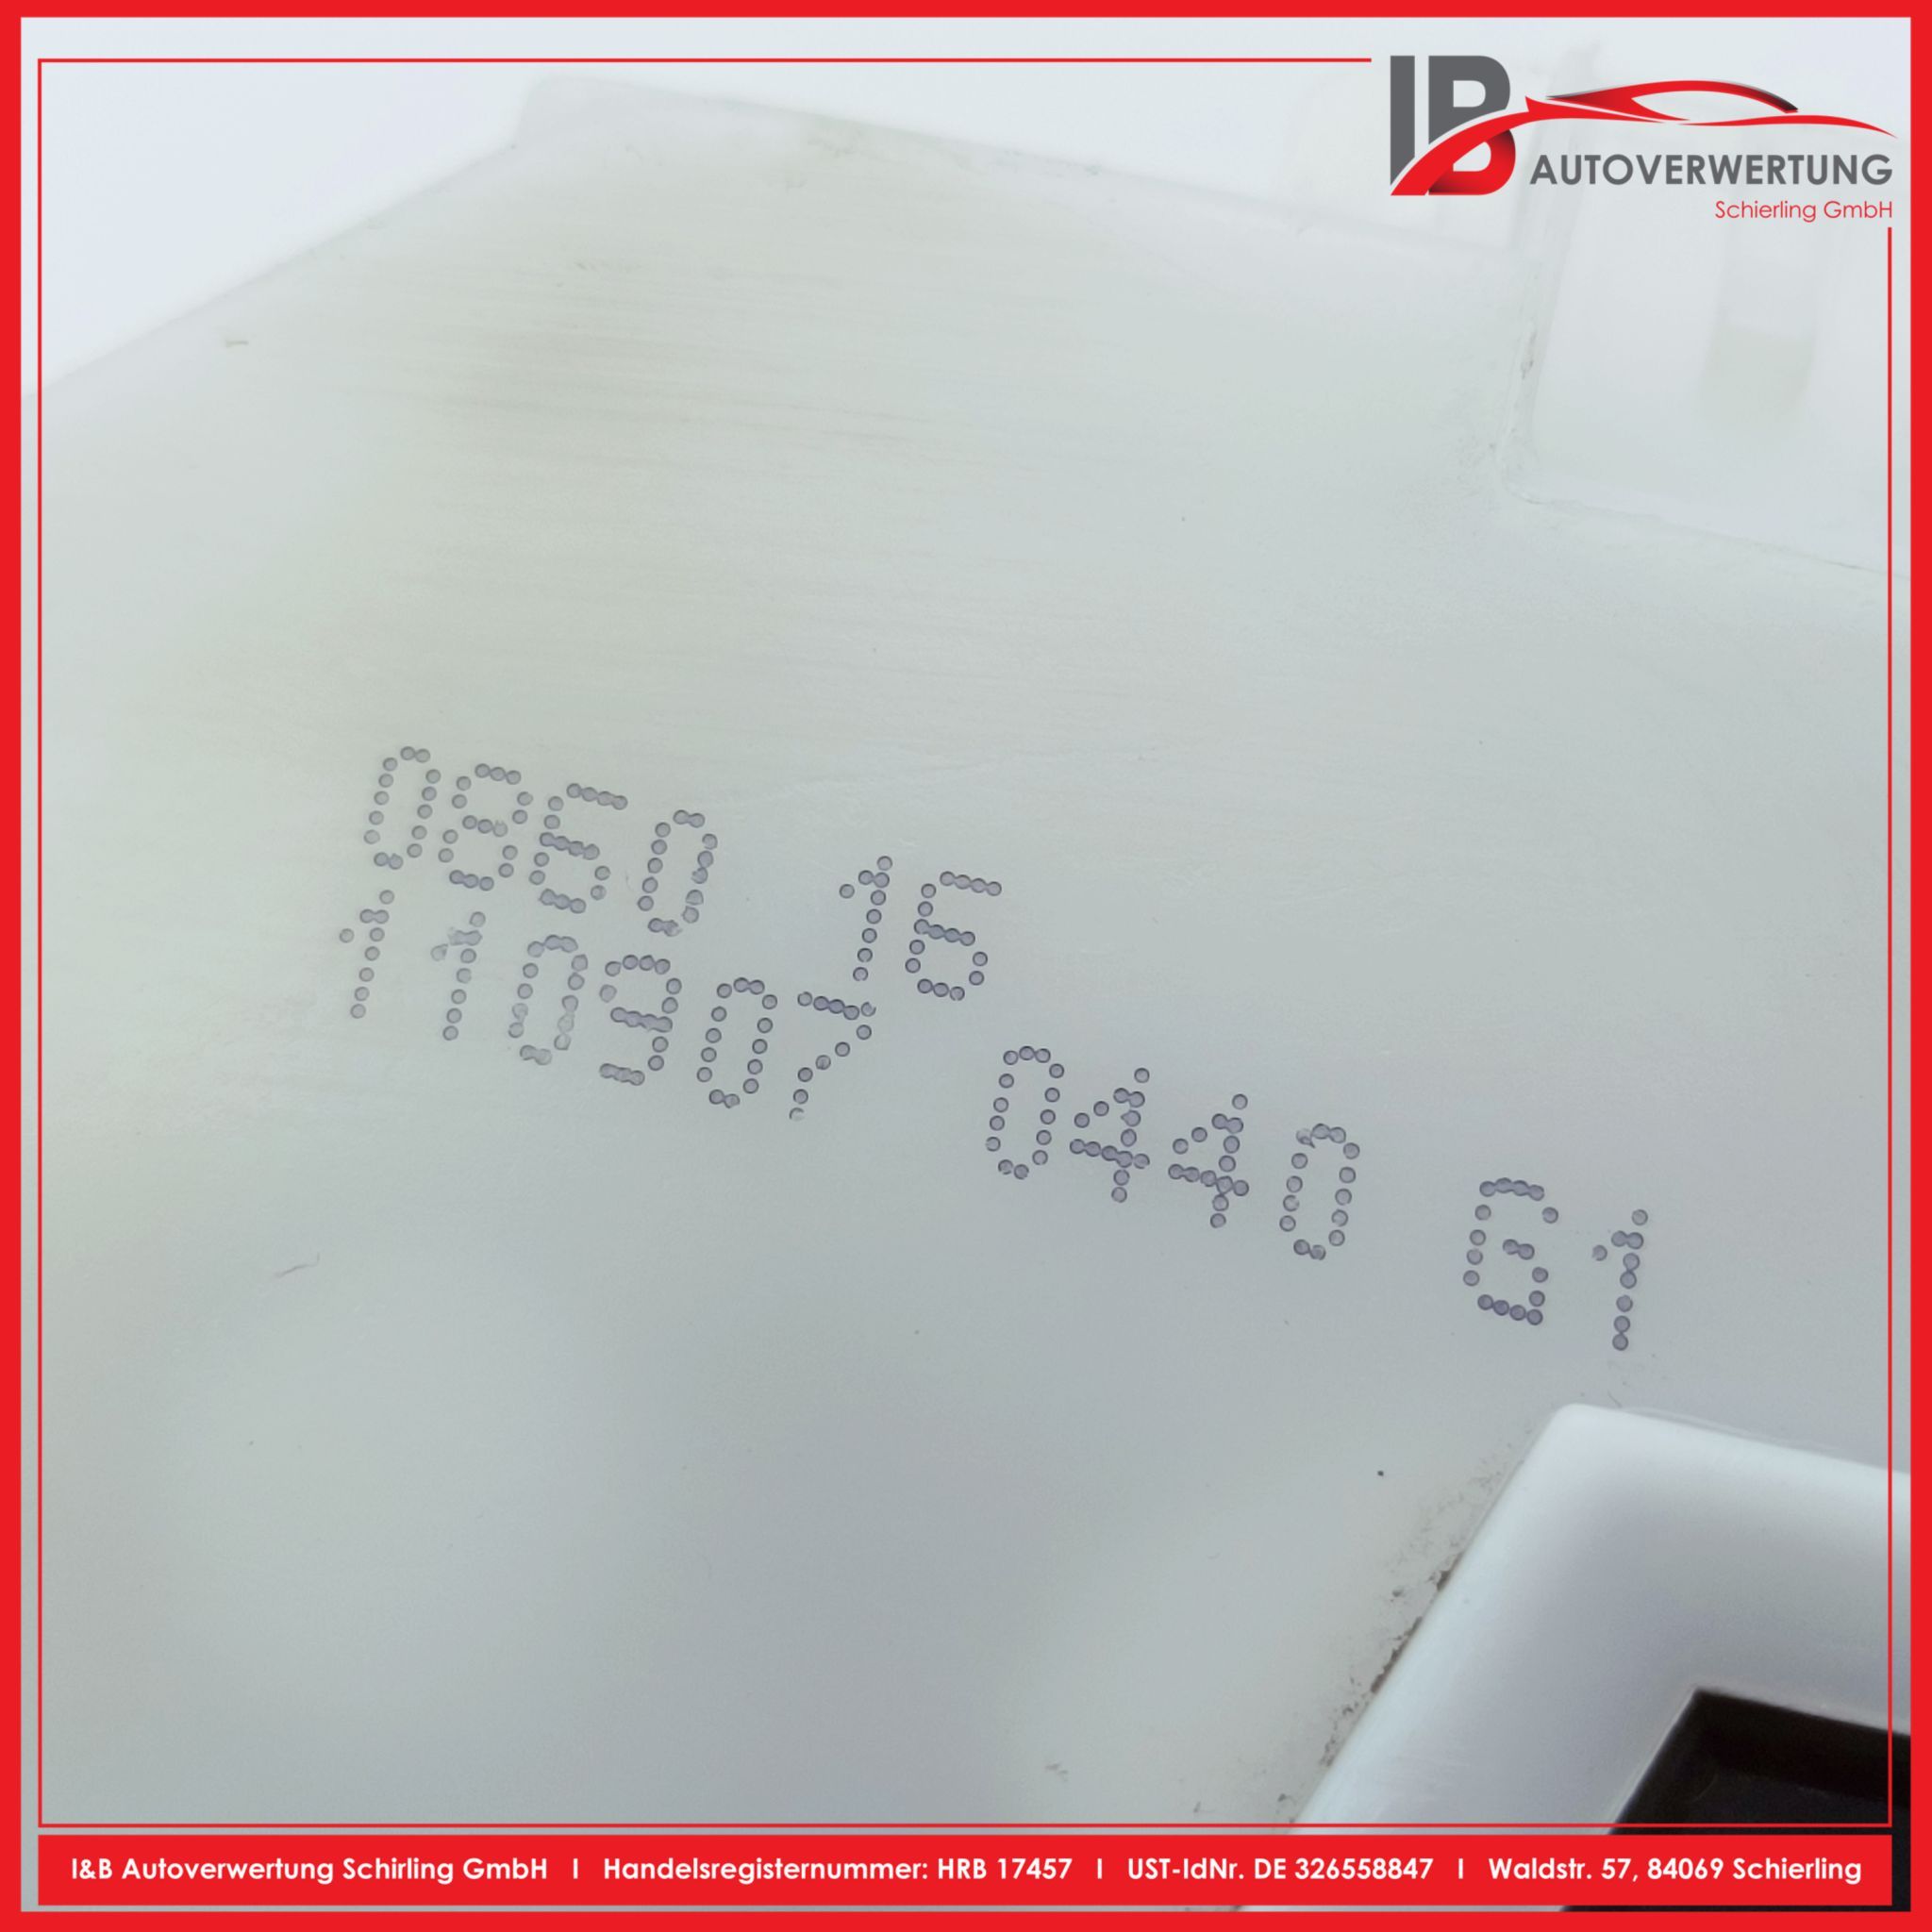 IB
AUTOVERWERTUNG
Schierling GmbH
0860 16
110907 0440 G1
I&B Autoverwertung Schirling GmbH I Handelsregisternummer: HRB 17457 I UST-IdNr. DE 326558847 I Waldstr. 57, 84069 Schierling